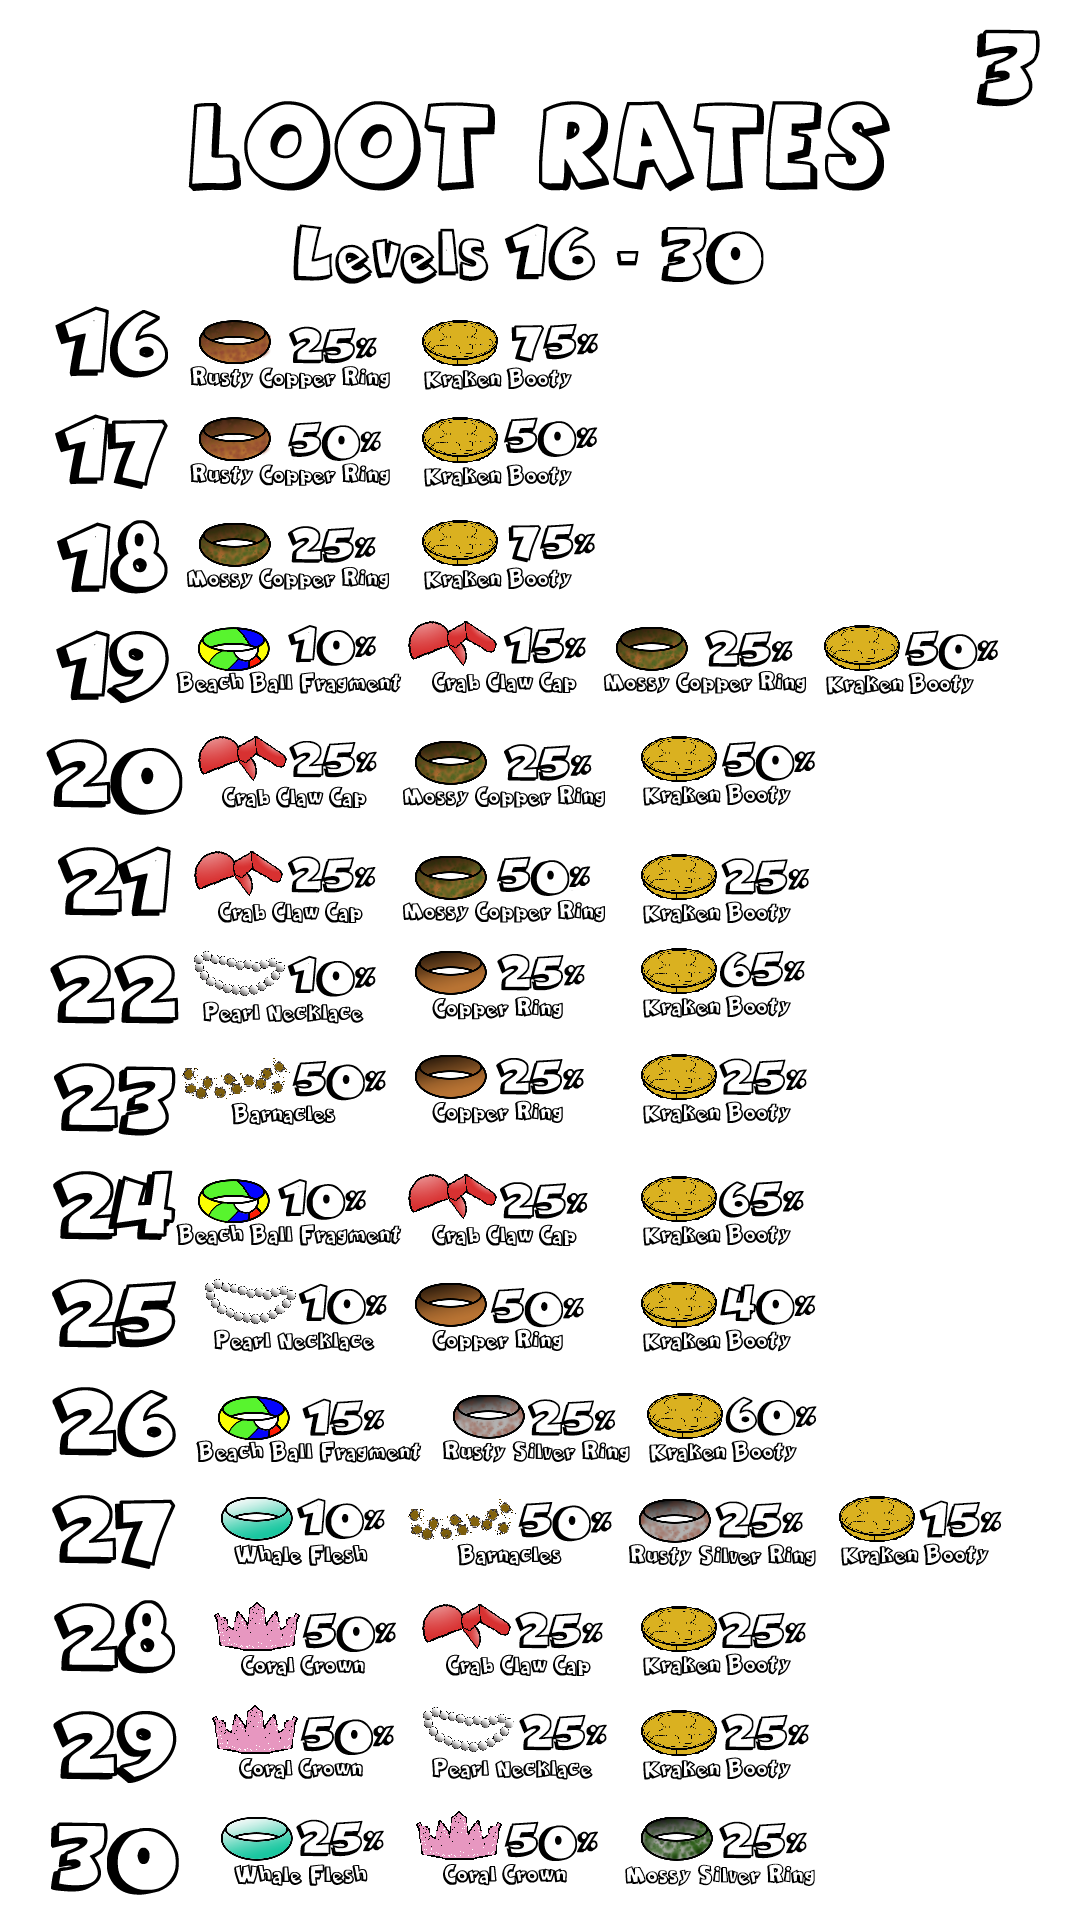 3
LOOT RATES
Levels 16 - 30
16 25% 75%
Rusty Copper Ring Kraken Booty
17 50% 50%
Rusty Copper Ring Kraken Booty
18 25% 75%
Mossy Copper Ring Kraken Booty
19 10% 15% 25% 50%
Beach Ball Fragment Crab Claw Cap Mossy Copper Ring Kraken Booty
20 25% 25% 50%
Crab Claw Cap Mossy Copper Ring Kraken Booty
21 25% 50% 25%
Crab Claw Cap Mossy Copper Ring Kraken Booty
22 10% 25% 65%
Pearl Necklace Copper Ring Kraken Booty
23 50% 25% 25%
Barnacles Copper Ring Kraken Booty
24 10% 25% 65%
Beach Ball Fragment Crab Claw Cap Kraken Booty
25 10% 50% 40%
Pearl Necklace Copper Ring Kraken Booty
26 15% 25% 60%
Beach Ball Fragment Rusty Silver Ring Kraken Booty
27 10% 50% 25% 15%
Whale Flesh Barnacles Rusty Silver Ring Kraken Booty
28 50% 25% 25%
Coral Crown Crab Claw Cap Kraken Booty
29 50% 25% 25%
Coral Crown Pearl Necklace Kraken Booty
30 25% 50% 25%
Whale Flesh Coral Crown Mossy Silver Ring